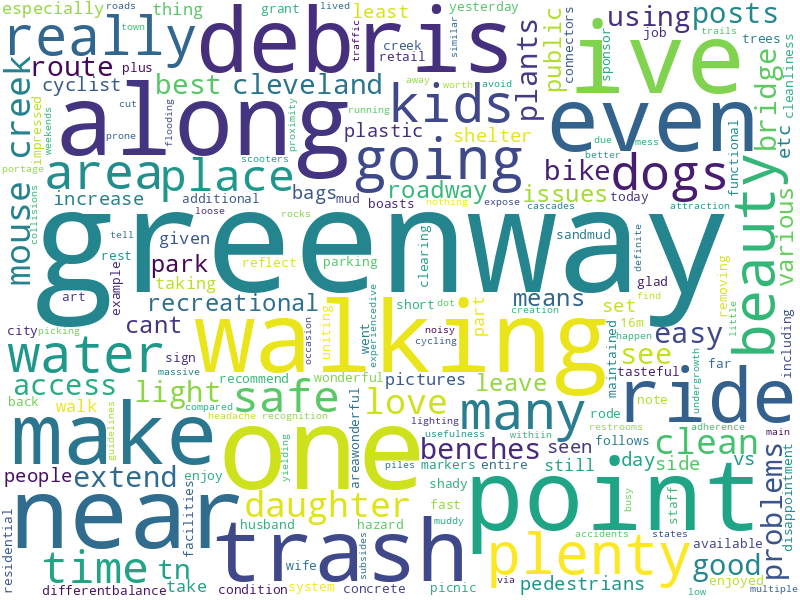 especially
roads
town
lived
traffic
thing
grant
yesterday
similar
least
creek
retail
using
posts
connectors
job
trees
trails
cleanliness
really
debris
ive
route
plus
best
cleveland
cyclist
prone
cut
away
worth
avoid
running
sponsor
public
plants
bridge
etc
functional
impressed
weekends
mouse creek
along
flooding
proximity
kids
plastic
shelter
even
due
mess
better
portage
scooters
collisions
area
place
going
bike
dogs
beauty
various
increase
additional
bags
mud
boasts
roadway
nothing
expose
issues
today
loose
rocks
cascades
attraction
greenway
tell
given
reflect
parking
clearing
sandmud
definite
rest
park
example
taking
art
recreational
short
dot
creation
means
set
16m
glad
find
removing
little
including
city
picking
cant
occasion
uniting
went
experiencedive
noisy
cycling
part
maintained
happen
easy
sign
massive
walking
water
wonderful
pictures
see
tasteful
far
main
access
light
recommend
safe
love
leave
rode
note
undergrowth
ride
back
walk
guidelines
compared
headache
recognition
areawonderful
many
restrooms
adherence
make
one
yielding
lighting
usefulness
withiin
benches
seen
follows
clean
people
extend
enjoy
piles
markers
entire
still
day
side
vs
problems
disappointment
near
facilities
daughter
shady
point
staff
busy
residential
husband
hazard
fast
muddy
trash
plenty
accidents
states
available
good
time
tn
wife
subsides
system
enjoyed
differentbalance
take
condition
concrete
picnic
via
pedestrians
low
multiple